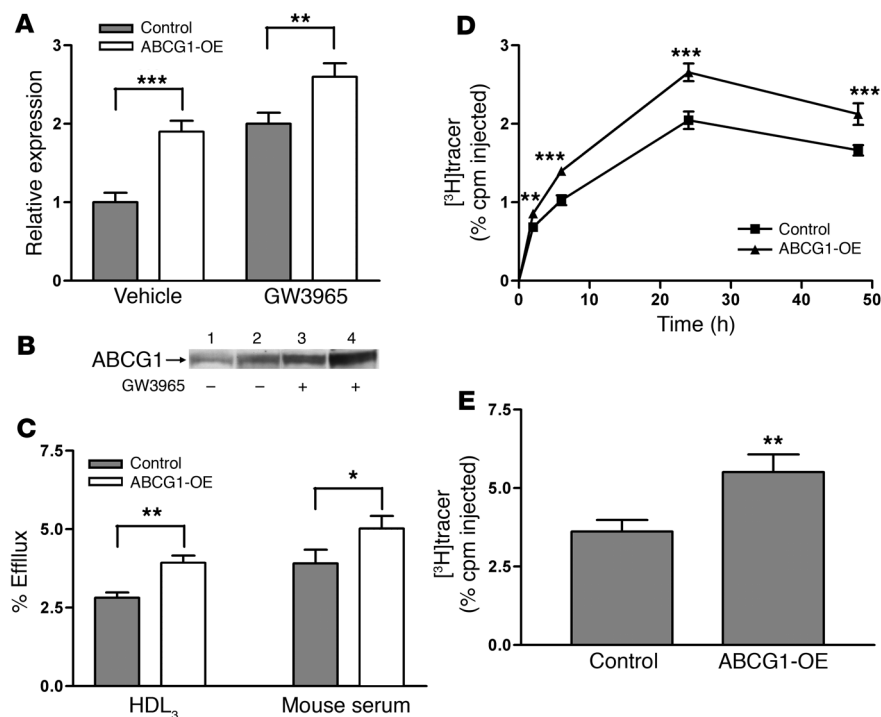 A
Control
ABCG1-OE
Relative expression
3
2
1
0
***
**
Vehicle
GW3965
B
1 2 3 4
ABCG1→
GW3965 – – + +
C
Control
ABCG1-OE
% Effllux
7.5
5.0
2.5
0.0
**
*
HDL₃
Mouse serum
D
[³H]tracer
(% cpm injected)
3
2
1
0
**
***
***
***
Control
ABCG1-OE
0 10 20 30 40 50
Time (h)
E
[³H]tracer
(% cpm injected)
7.5
5.0
2.5
0.0
**
Control
ABCG1-OE